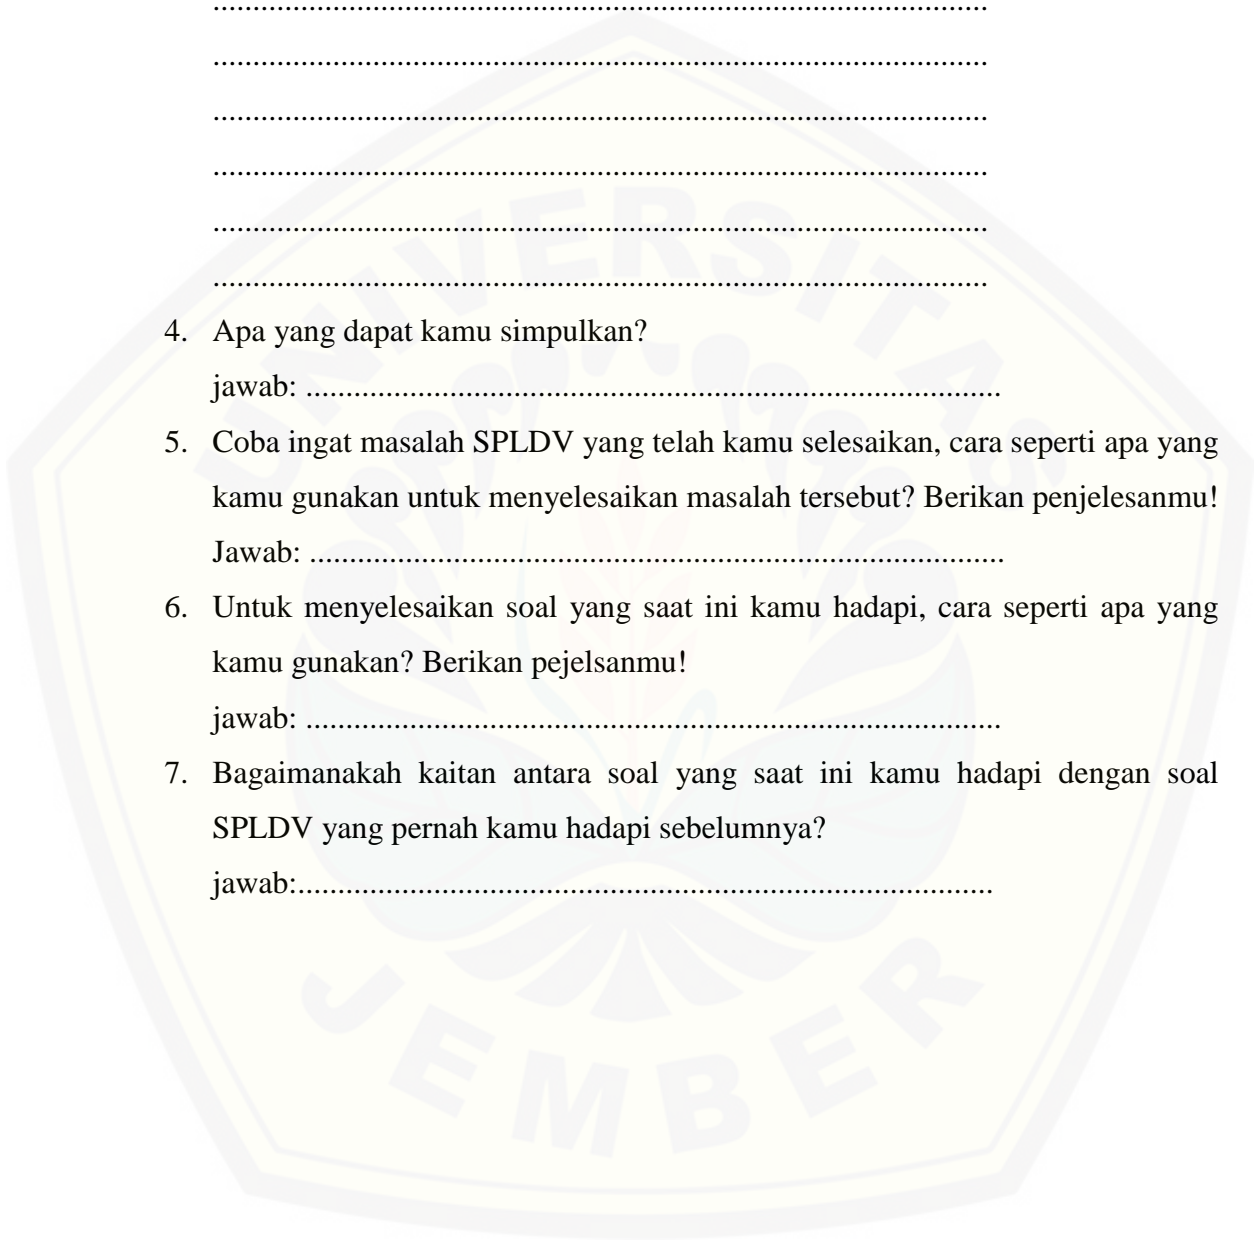 ................................................................................................
................................................................................................
................................................................................................
................................................................................................
................................................................................................
................................................................................................
4. Apa yang dapat kamu simpulkan?
jawab: ......................................................................................
5. Coba ingat masalah SPLDV yang telah kamu selesaikan, cara seperti apa yang
kamu gunakan untuk menyelesaikan masalah tersebut? Berikan penjelesanmu!
Jawab: ......................................................................................
6. Untuk menyelesaikan soal yang saat ini kamu hadapi, cara seperti apa yang
kamu gunakan? Berikan pejelsanmu!
jawab: ......................................................................................
7. Bagaimanakah kaitan antara soal yang saat ini kamu hadapi dengan soal
SPLDV yang pernah kamu hadapi sebelumnya?
jawab:......................................................................................
UNIVERSITAS
JEMBER